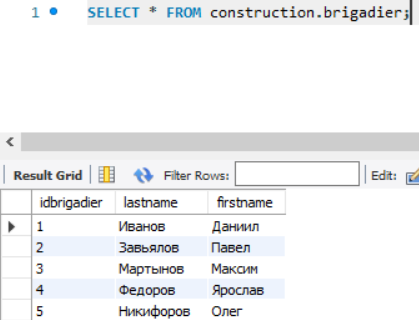 1 SELECT * FROM construction.brigadier;
Result Grid Filter Rows: Edit:
idbrigadier lastname firstname
1 Иванов Даниил
2 Завьялов Павел
3 Мартынов Максим
4 Федоров Ярослав
5 Никифоров Олег